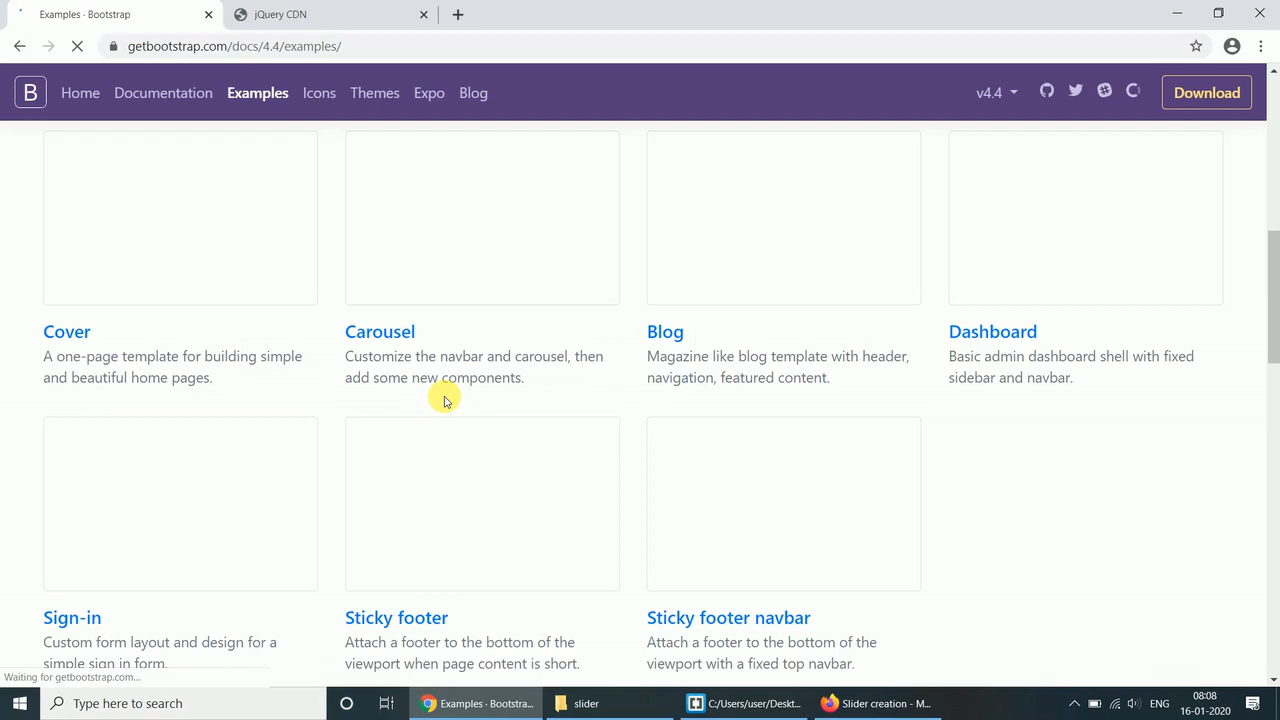 Examples · Bootstrap
jQuery CDN
getbootstrap.com/docs/4.4/examples/
B Home Documentation Examples Icons Themes Expo Blog v4.4 Download
Cover
A one-page template for building simple
and beautiful home pages.
Carousel
Customize the navbar and carousel, then
add some new components.
Blog
Magazine like blog template with header,
navigation, featured content.
Dashboard
Basic admin dashboard shell with fixed
sidebar and navbar.
Sign-in
Custom form layout and design for a
simple sign in form.
Sticky footer
Attach a footer to the bottom of the
viewport when page content is short.
Sticky footer navbar
Attach a footer to the bottom of the
viewport with a fixed top navbar.
Waiting for getbootstrap.com...
Type here to search
Examples · Bootstra...
slider
C:/Users/user/Deskt...
Slider creation - M...
ENG
08:08
16-01-2020